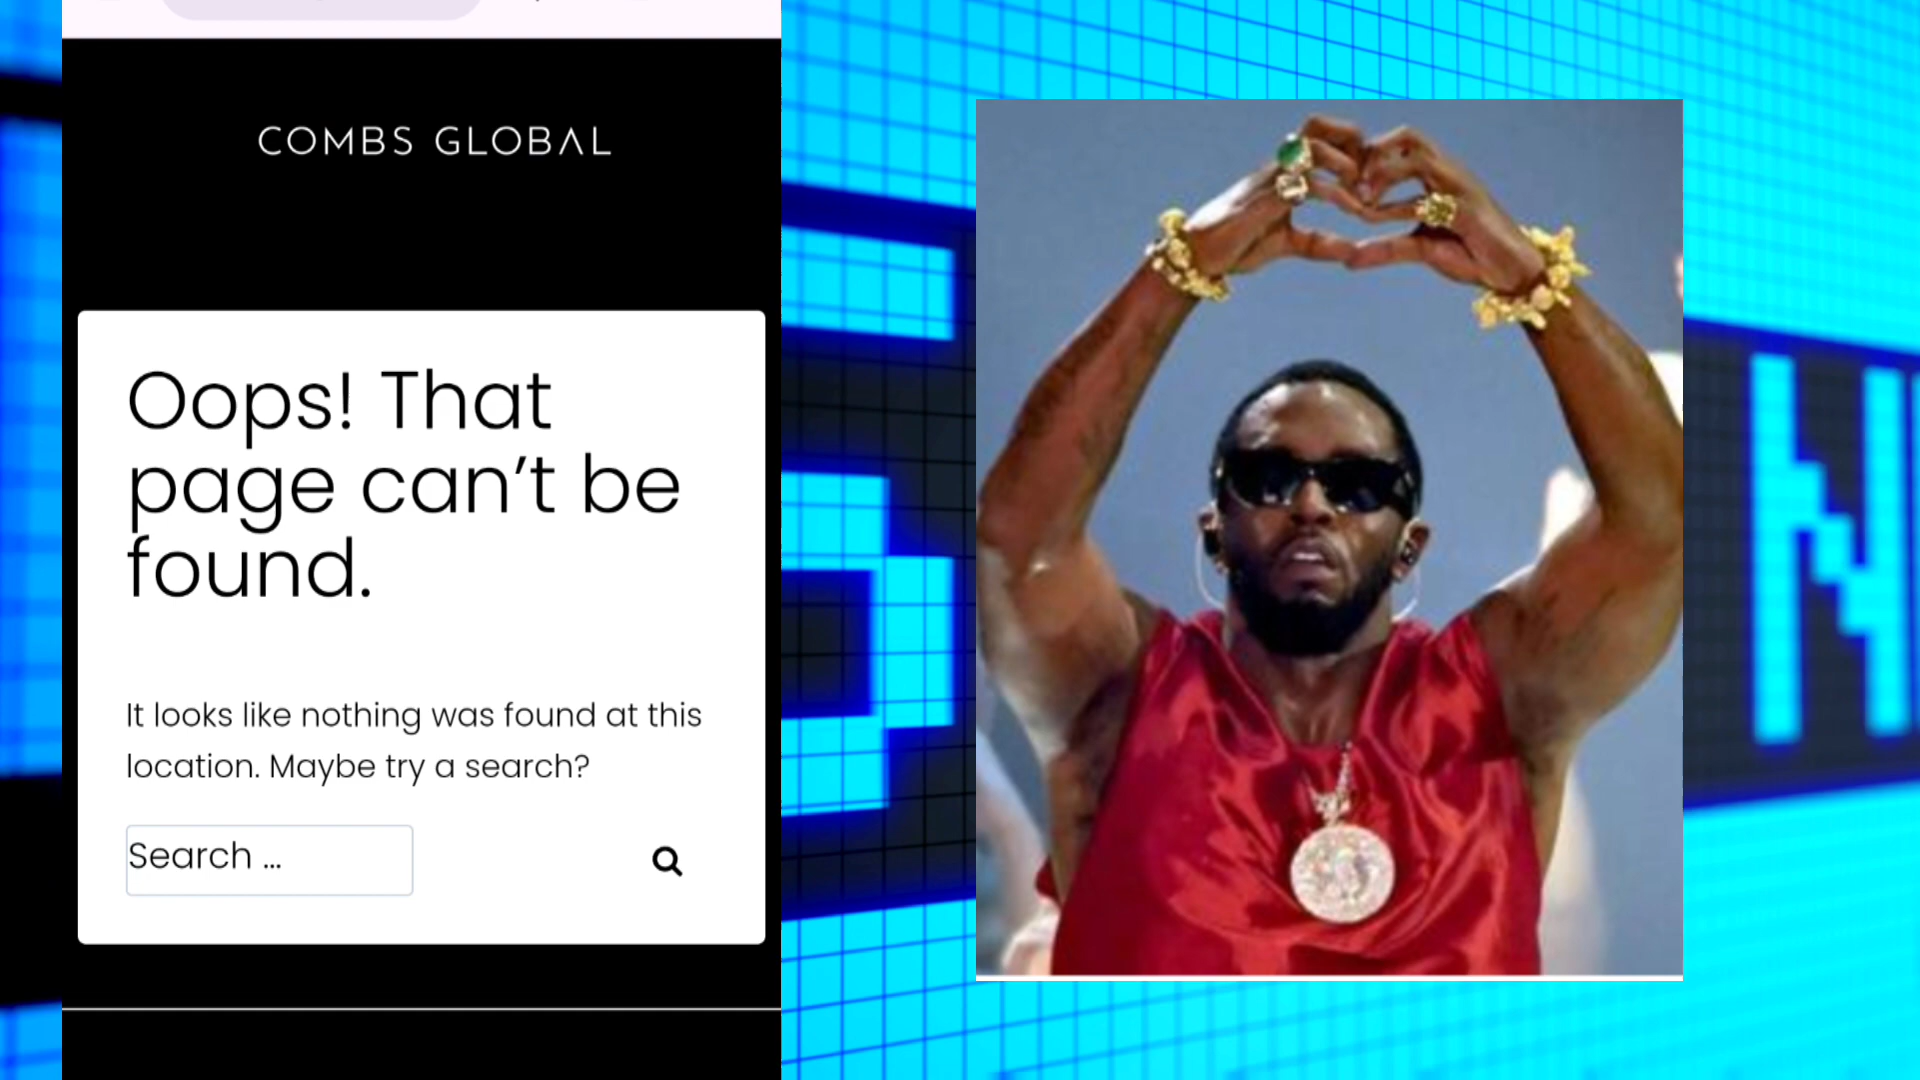 COMBS GLOBAL
Oops! That
page can’t be
found.
It looks like nothing was found at this
location. Maybe try a search?
Search ...